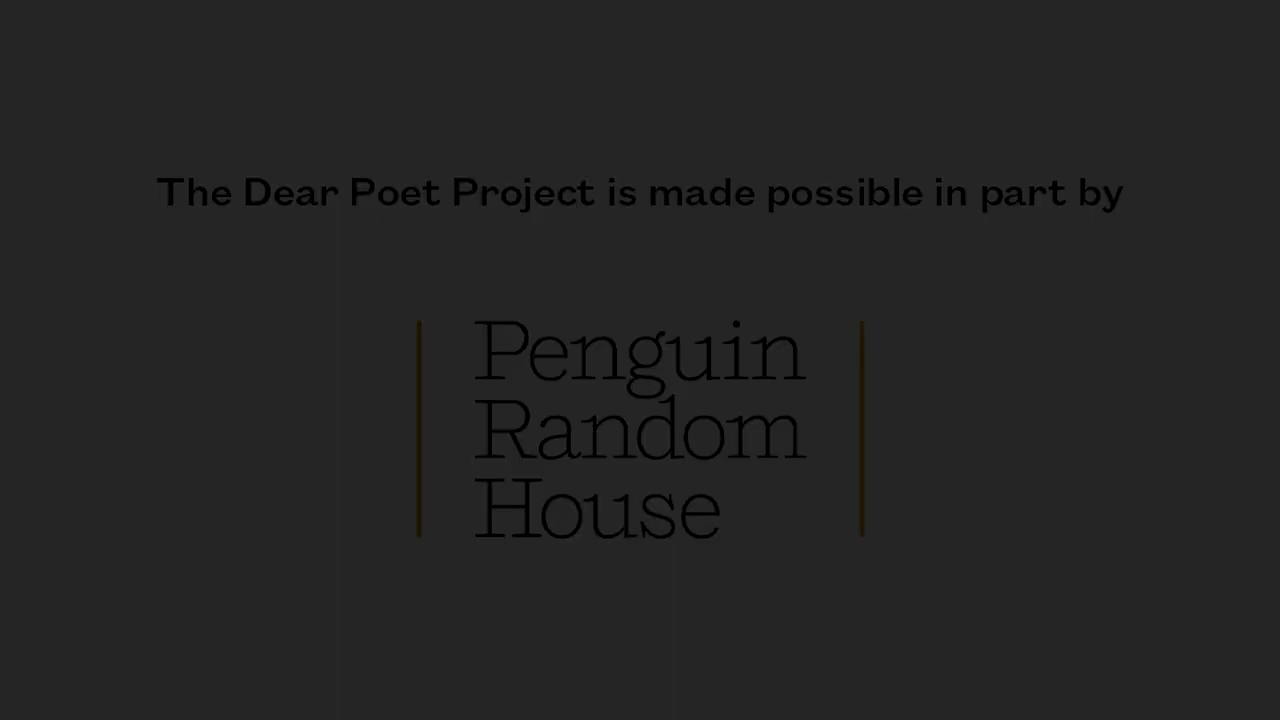 The Dear Poet Project is made possible in part by
Penguin
Random
House